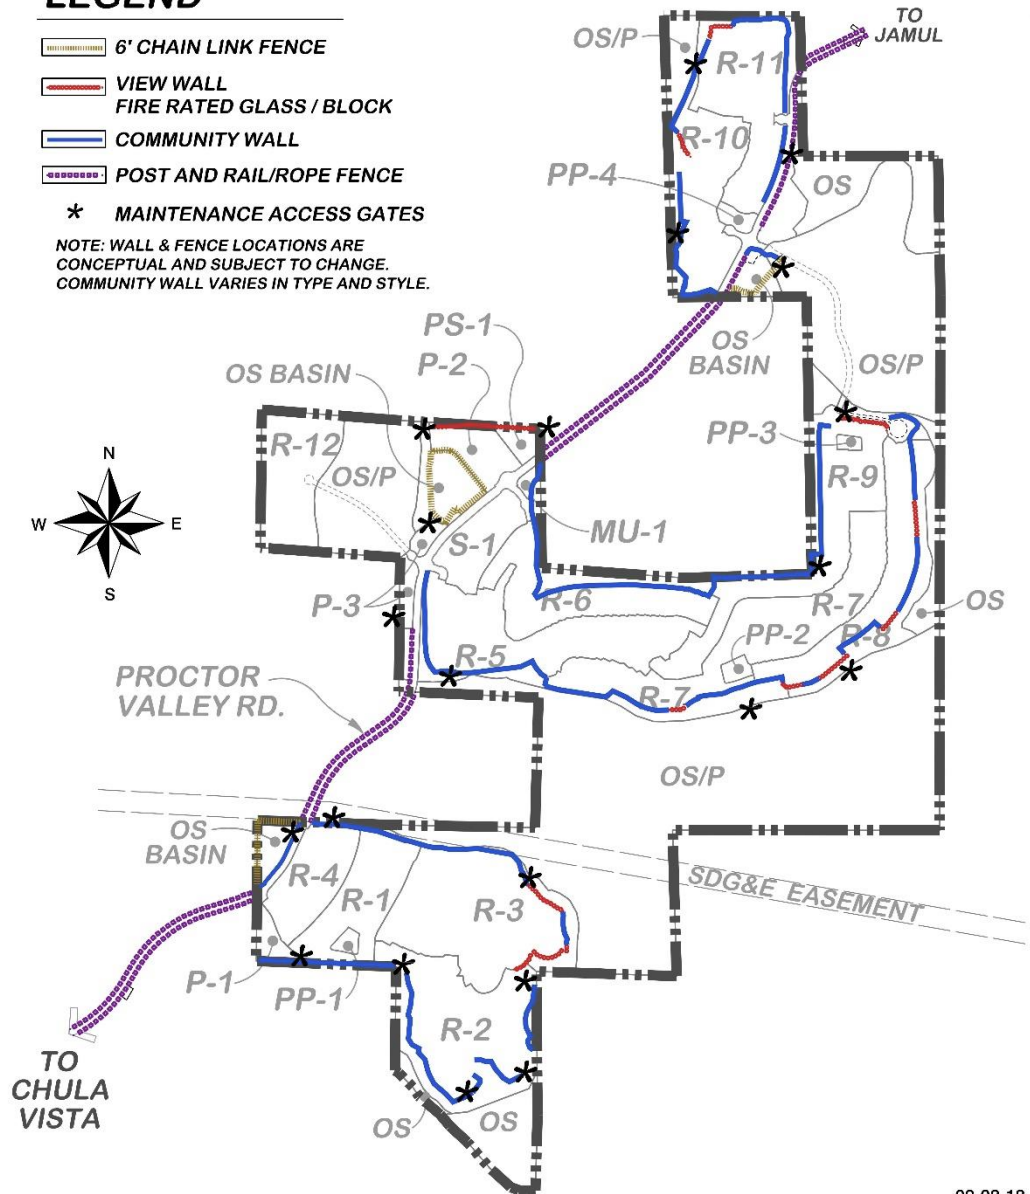 LEGEND
6' CHAIN LINK FENCE
VIEW WALL
FIRE RATED GLASS / BLOCK
COMMUNITY WALL
POST AND RAIL/ROPE FENCE
* MAINTENANCE ACCESS GATES
NOTE: WALL & FENCE LOCATIONS ARE
CONCEPTUAL AND SUBJECT TO CHANGE.
COMMUNITY WALL VARIES IN TYPE AND STYLE.
TO
JAMUL
OS/P
R-11
R-10
PP-4
OS
OS
BASIN
OS/P
PS-1
P-2
OS BASIN
R-12
OS/P
PP-3
R-9
N
W
E
S
MU-1
S-1
R-6
P-3
R-7
OS
R-8
PP-2
R-5
R-7
PROCTOR
VALLEY RD.
OS/P
OS
BASIN
R-4
R-1
R-3
SDG&E EASEMENT
P-1
PP-1
R-2
TO
CHULA
VISTA
OS
OS